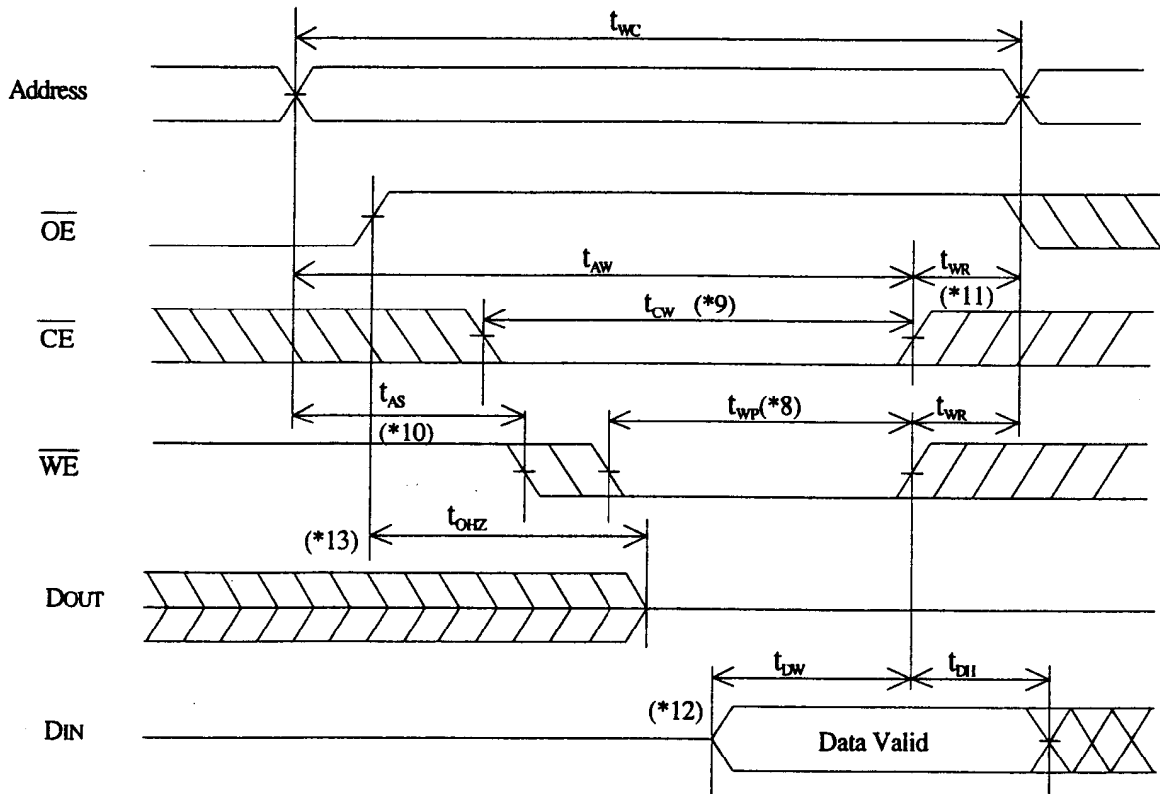 tWC
Address
OE
tAW
tWR
(*11)
tCW (*9)
CE
tAS
(*10)
tWP(*8)
tWR
WE
tOHZ
(*13)
DOUT
tDW
tDH
(*12)
DIN
Data Valid